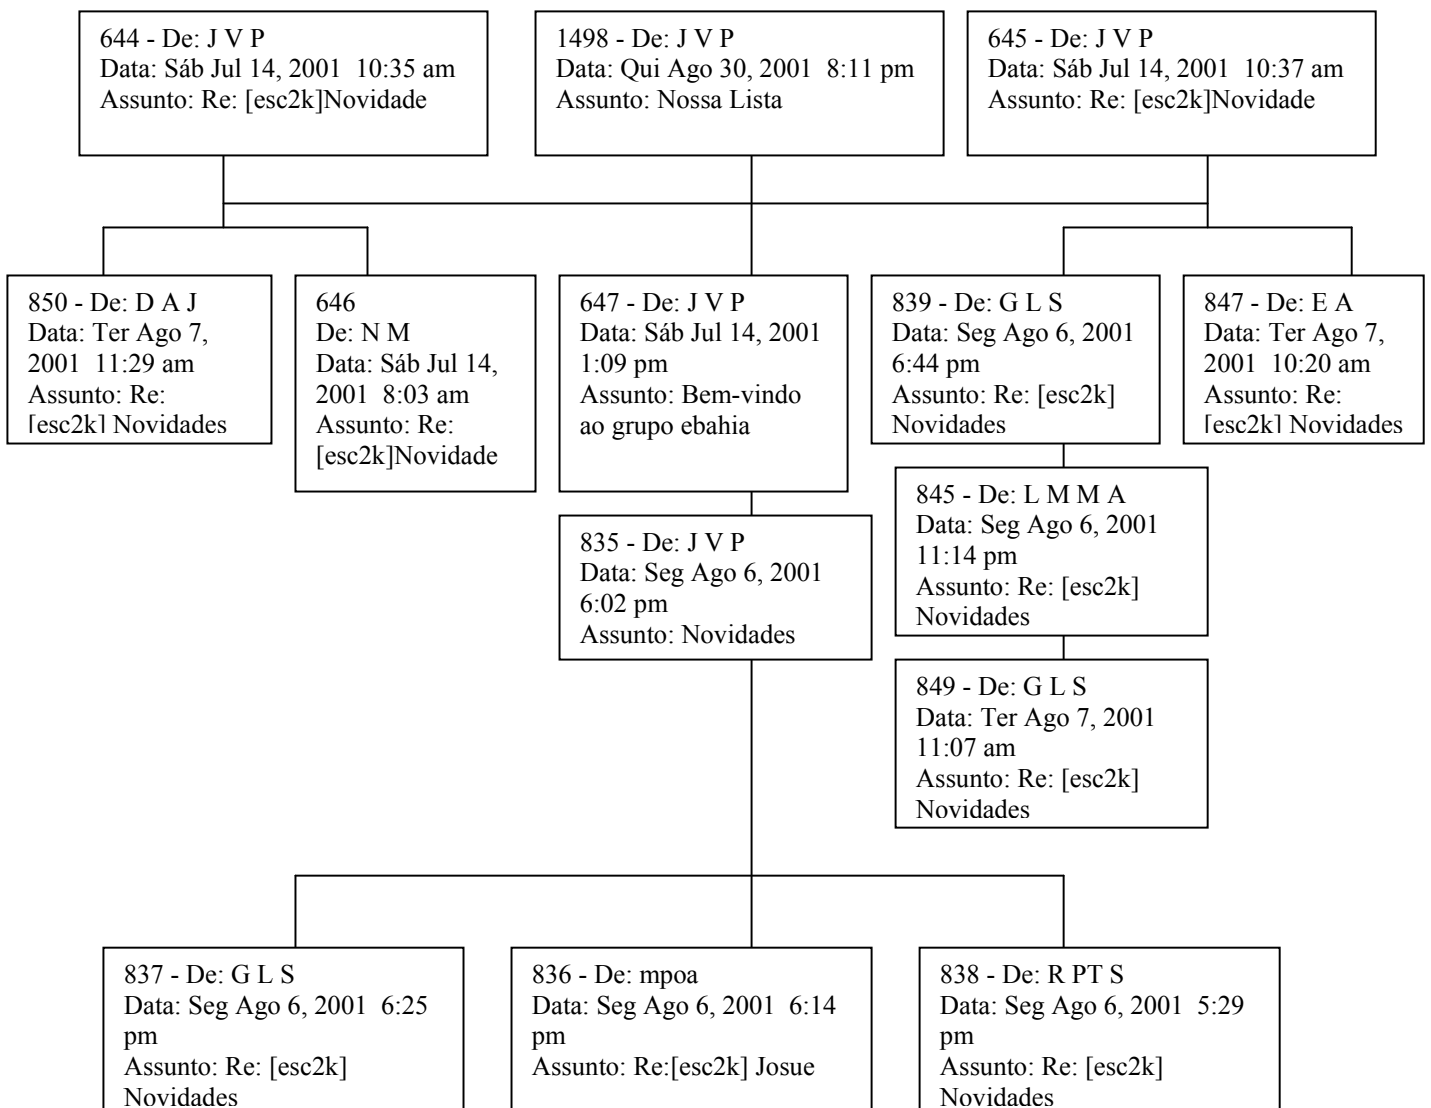 644 - De: J V P
Data: Sáb Jul 14, 2001  10:35 am
Assunto: Re: [esc2k]Novidade
1498 - De: J V P
Data: Qui Ago 30, 2001  8:11 pm
Assunto: Nossa Lista
645 - De: J V P
Data: Sáb Jul 14, 2001  10:37 am
Assunto: Re: [esc2k]Novidade
850 - De: D A J
Data: Ter Ago 7,
2001  11:29 am
Assunto: Re:
[esc2k] Novidades
646
De: N M
Data: Sáb Jul 14,
2001  8:03 am
Assunto: Re:
[esc2k]Novidade
647 - De: J V P
Data: Sáb Jul 14, 2001
1:09 pm
Assunto: Bem-vindo
ao grupo ebahia
839 - De: G L S
Data: Seg Ago 6, 2001
6:44 pm
Assunto: Re: [esc2k]
Novidades
847 - De: E A
Data: Ter Ago 7,
2001  10:20 am
Assunto: Re:
[esc2k] Novidades
845 - De: L M M A
Data: Seg Ago 6, 2001
11:14 pm
Assunto: Re: [esc2k]
Novidades
835 - De: J V P
Data: Seg Ago 6, 2001
6:02 pm
Assunto: Novidades
849 - De: G L S
Data: Ter Ago 7, 2001
11:07 am
Assunto: Re: [esc2k]
Novidades
837 - De: G L S
Data: Seg Ago 6, 2001  6:25
pm
Assunto: Re: [esc2k]
Novidades
836 - De: mpoa
Data: Seg Ago 6, 2001  6:14
pm
Assunto: Re:[esc2k] Josue
838 - De: R PT S
Data: Seg Ago 6, 2001  5:29
pm
Assunto: Re: [esc2k]
Novidades